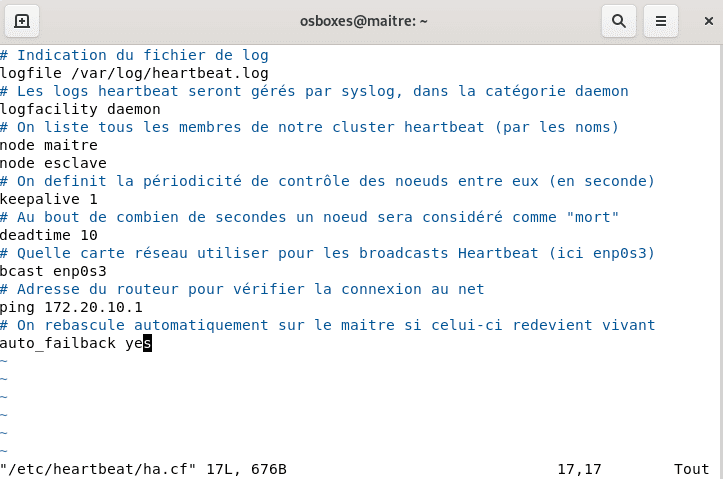 osboxes@maitre: ~
# Indication du fichier de log
logfile /var/log/heartbeat.log
# Les logs heartbeat seront gérés par syslog, dans la catégorie daemon
logfacility daemon
# On liste tous les membres de notre cluster heartbeat (par les noms)
node maitre
node esclave
# On definit la périodicité de contrôle des noeuds entre eux (en seconde)
keepalive 1
# Au bout de combien de secondes un noeud sera considéré comme "mort"
deadtime 10
# Quelle carte réseau utiliser pour les broadcasts Heartbeat (ici enp0s3)
bcast enp0s3
# Adresse du routeur pour vérifier la connexion au net
ping 172.20.10.1
# On rebascule automatiquement sur le maitre si celui-ci redevient vivant
auto_failback yes
~
~
~
~
~
~
"/etc/heartbeat/ha.cf" 17L, 676B 17,17 Tout